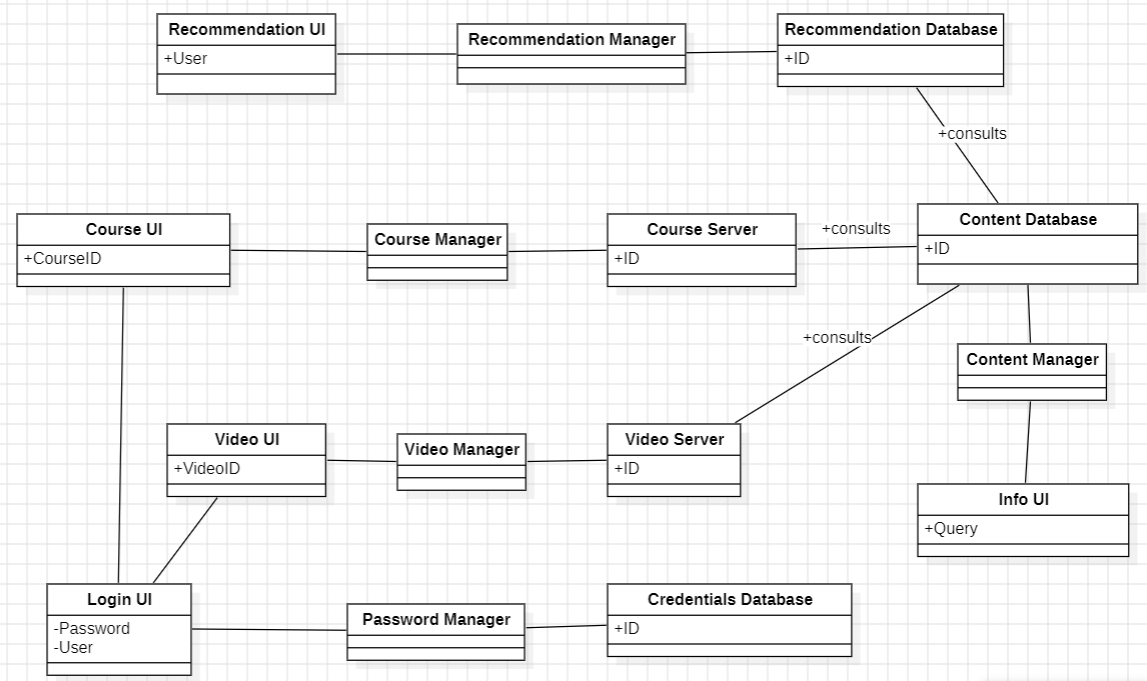 Recommendation UI
+User
Recommendation Manager
Recommendation Database
+ID
+consults
Course UI
+CourseID
Course Manager
Course Server
+ID
+consults
Content Database
+ID
+consults
Content Manager
Video UI
+VideoID
Video Manager
Video Server
+ID
Info UI
+Query
Login UI
-Password
-User
Password Manager
Credentials Database
+ID